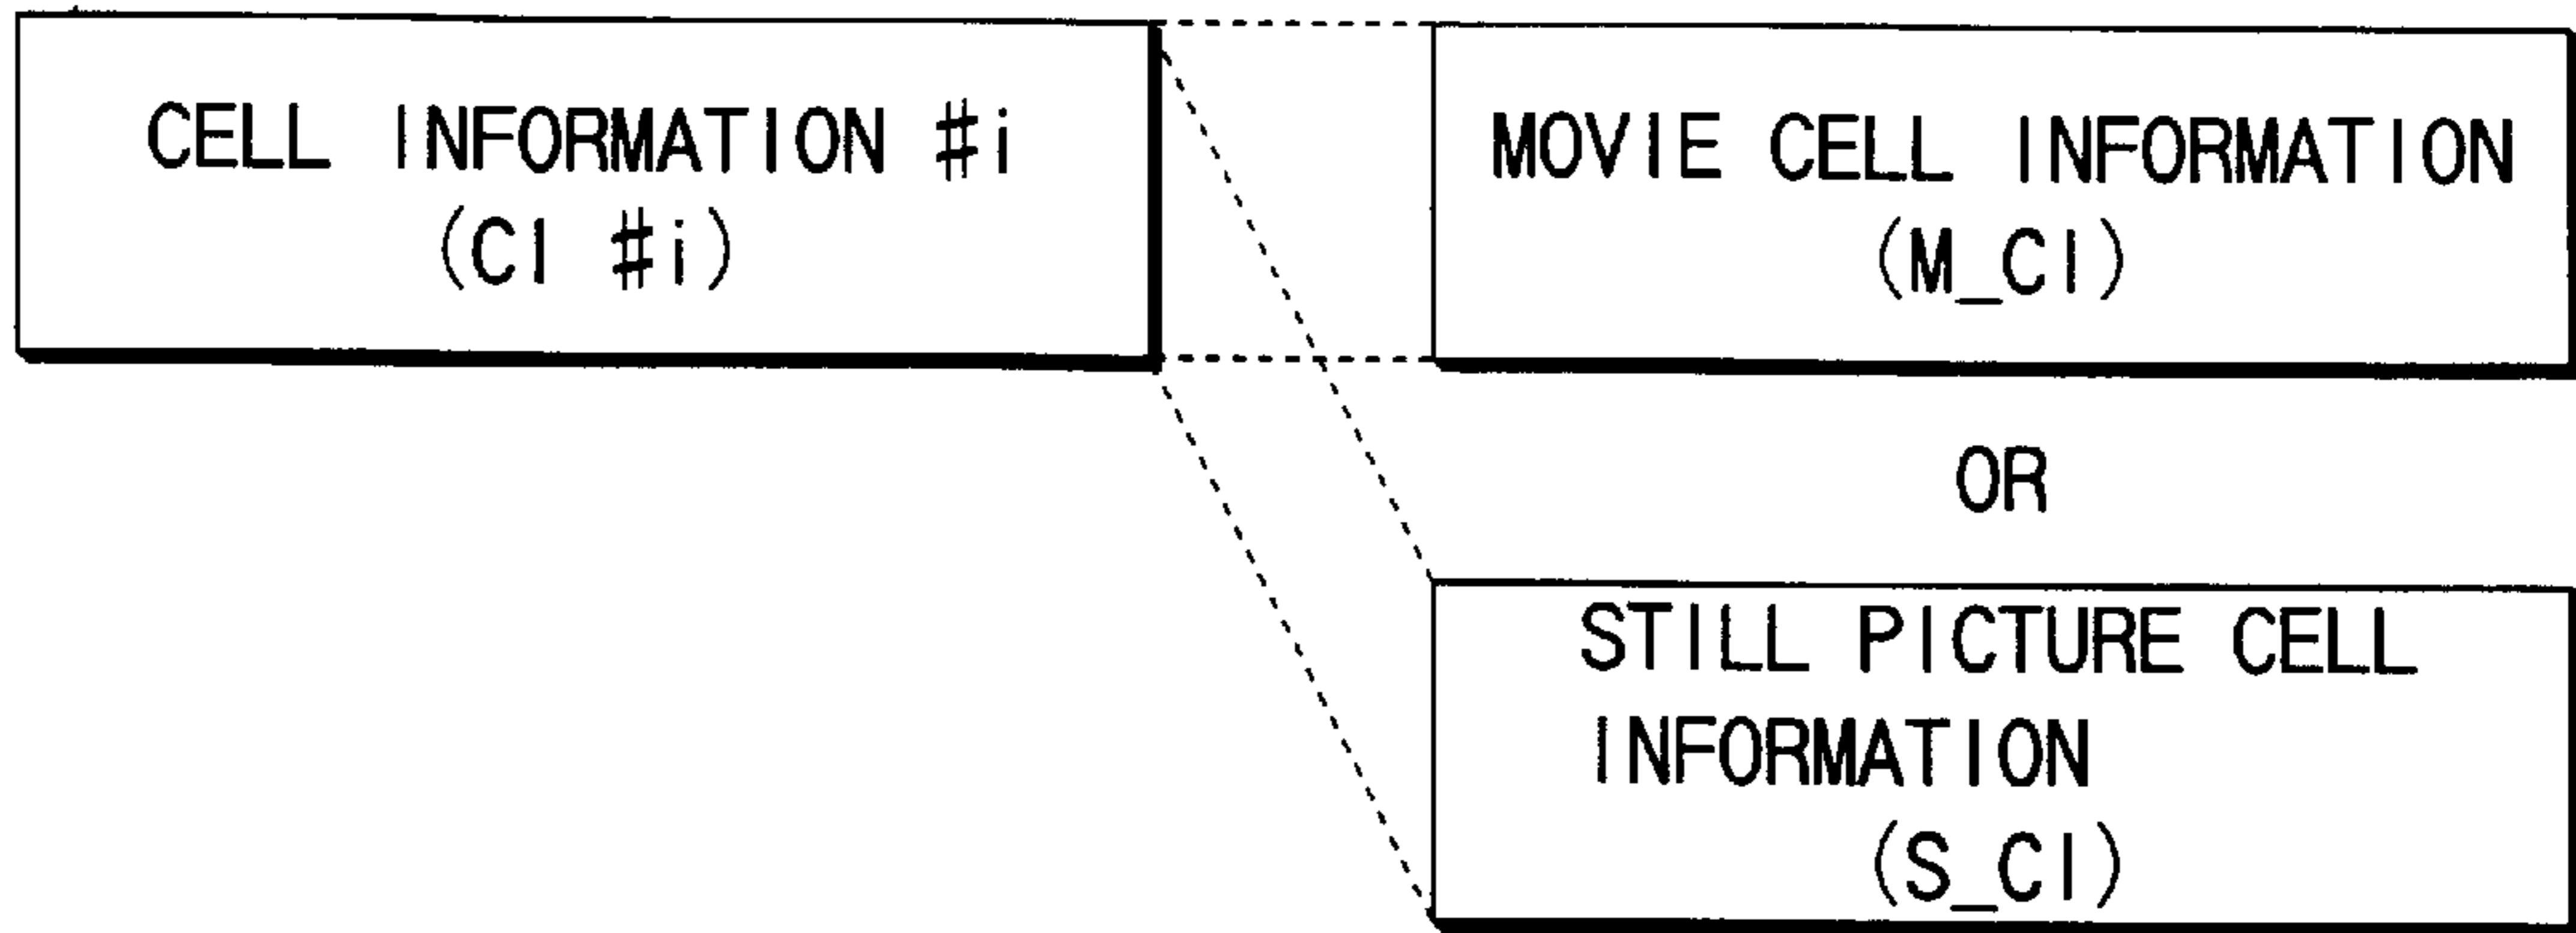 CELL INFORMATION #i
(CI #i)
MOVIE CELL INFORMATION
(M_CI)
OR
STILL PICTURE CELL
INFORMATION
(S_CI)